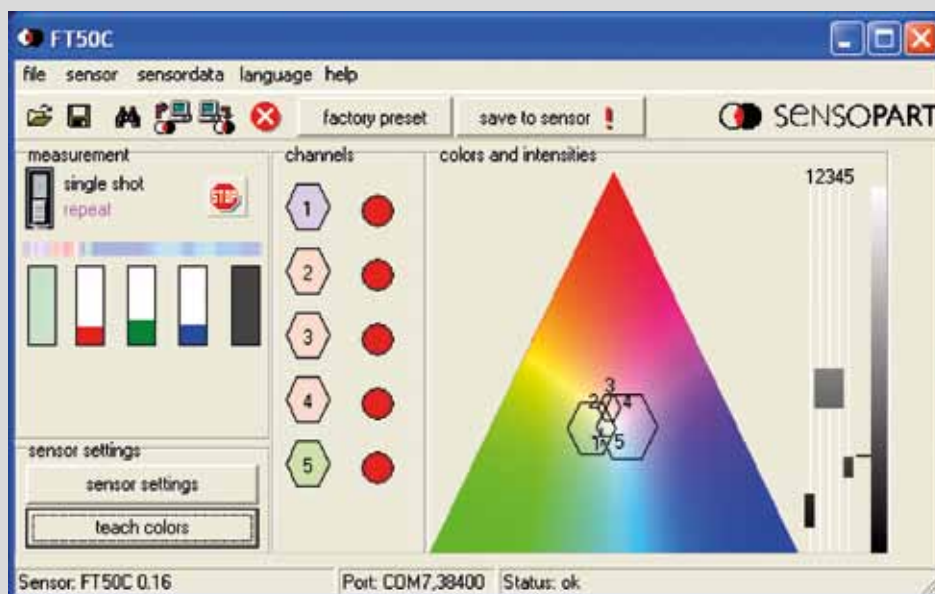 FT50C
file sensor sensordata language help
factory preset save to sensor ! SENSOPART
measurement channels colors and intensities
single shot STOP 1 12345
repeat
2
3
4
5
3
2 4
1 5
sensor settings
sensor settings
teach colors
Sensor: FT50C 0.16 Port: COM7,38400 Status: ok